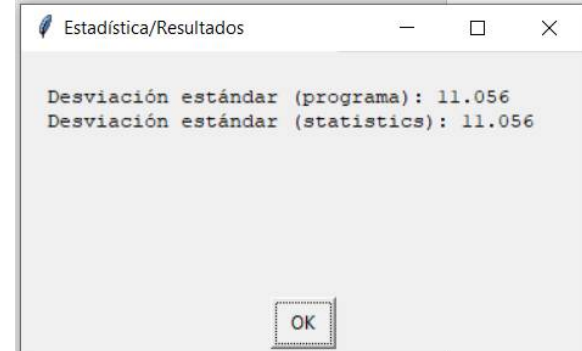 Estadística/Resultados
Desviación estándar (programa): 11.056
Desviación estándar (statistics): 11.056
OK